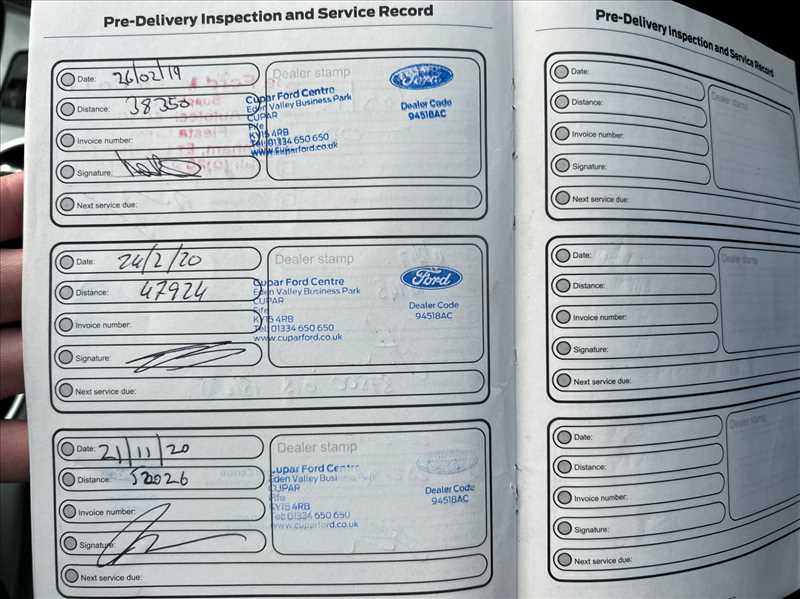 Pre-Delivery Inspection and Service Record
Date: 26/02/19
Distance: 38350
Invoice number:
Signature:
Next service due:
Dealer stamp
Cupar Ford Centre
Eden Valley Business Park
CUPAR
Fife
KY15 4RB
Tel: 01334 650 650
www.cuparford.co.uk
Ford
Dealer Code
94518AC
Date: 24/2/20
Distance: 47924
Invoice number:
Signature:
Next service due:
Dealer stamp
Cupar Ford Centre
Eden Valley Business Park
CUPAR
Fife
KY15 4RB
Tel: 01334 650 650
www.cuparford.co.uk
Ford
Dealer Code
94518AC
Date: 21/11/20
Distance: 52026
Invoice number:
Signature:
Next service due:
Dealer stamp
Cupar Ford Centre
Eden Valley Business Park
CUPAR
Fife
KY15 4RB
Tel: 01334 650 650
www.cuparford.co.uk
Dealer Code
94518AC
Pre-Delivery Inspection and Service Record
Date:
Distance:
Invoice number:
Signature:
Next service due:
Dealer stamp
Date:
Distance:
Invoice number:
Signature:
Next service due:
Dealer stamp
Date:
Distance:
Invoice number:
Signature:
Next service due:
Dealer stamp